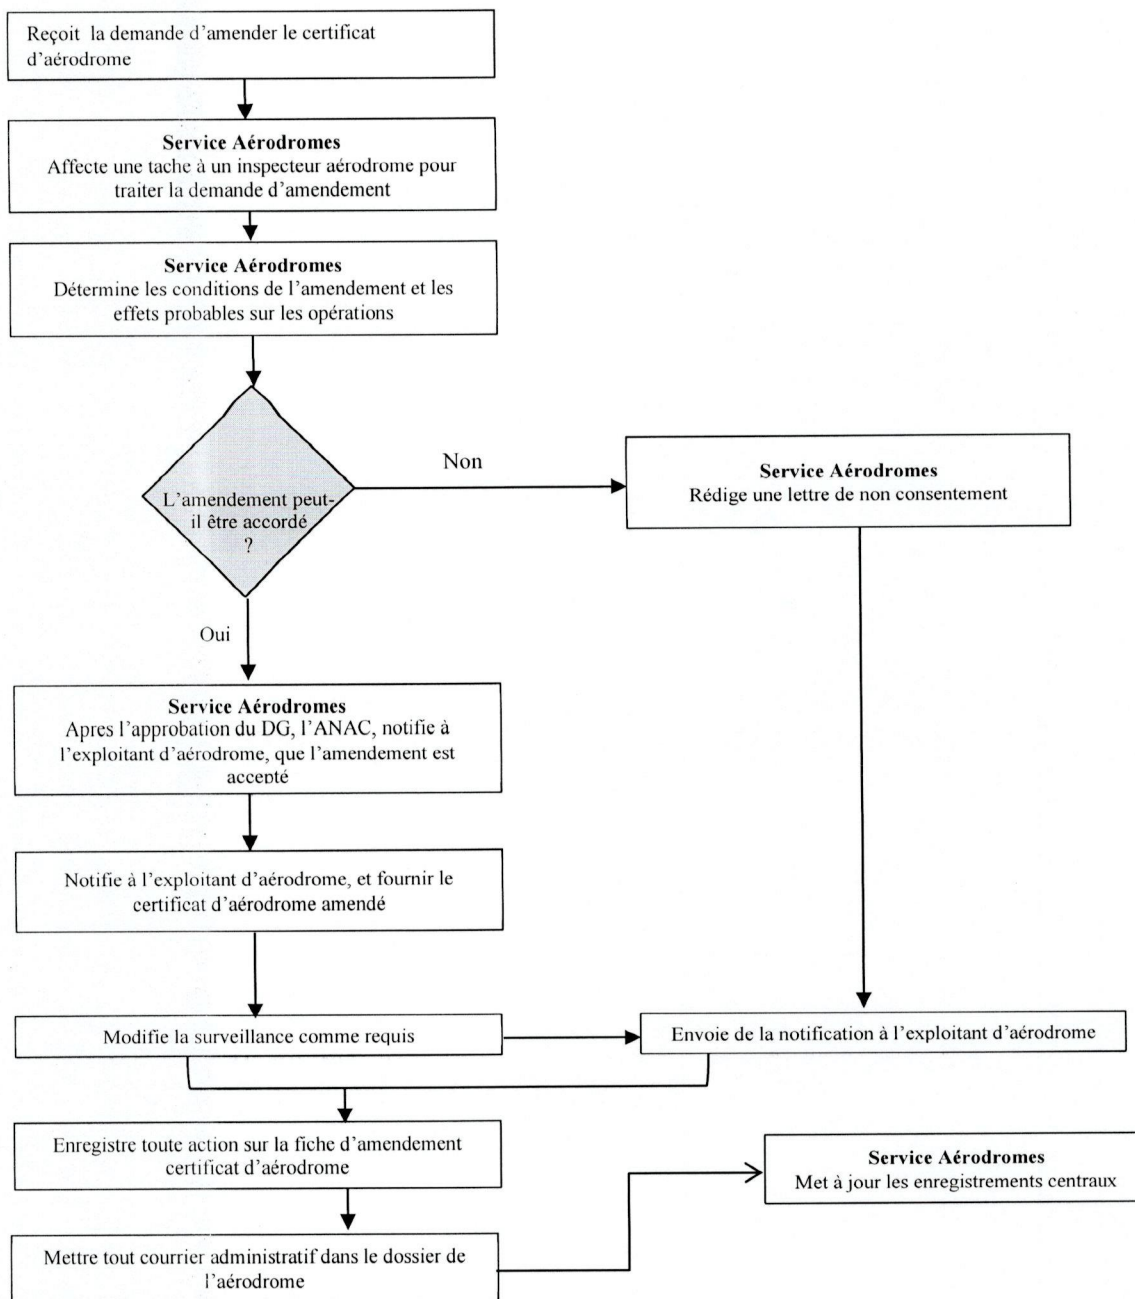 Reçoit la demande d'amender le certificat
d'aérodrome
Service Aérodromes
Affecte une tache à un inspecteur aérodrome pour
traiter la demande d'amendement
Service Aérodromes
Détermine les conditions de l'amendement et les
effets probables sur les opérations
L'amendement peut-
il être accordé
?
Non
Service Aérodromes
Rédige une lettre de non consentement
Oui
Service Aérodromes
Apres l'approbation du DG, l'ANAC, notifie à
l'exploitant d'aérodrome, que l'amendement est
accepté
Notifie à l'exploitant d'aérodrome, et fournir le
certificat d'aérodrome amendé
Modifie la surveillance comme requis
Envoie de la notification à l'exploitant d'aérodrome
Enregistre toute action sur la fiche d'amendement
certificat d'aérodrome
Service Aérodromes
Met à jour les enregistrements centraux
Mettre tout courrier administratif dans le dossier de
l'aérodrome